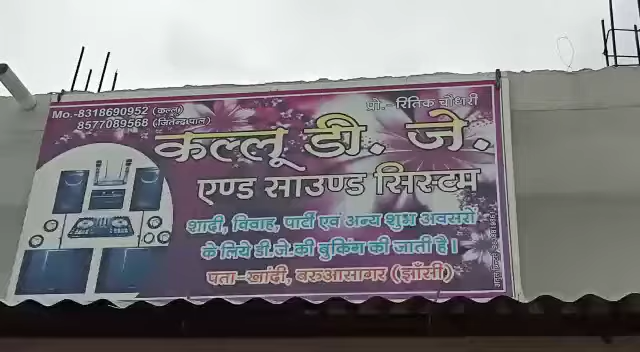 Mo.-8318690952 (कल्लू)
8577089568 (जितेन्द्रपाल)
प्रो.-रितिक चौधरी
कल्लू डी. जे.
एण्ड साउण्ड सिस्टम
शादी, विवाह, पार्टी एवं अन्य शुभ अवसरों
के लिये डी.जे.की बुकिंग की जाती है।
पता-खांदी, बरुआसागर (झाँसी)